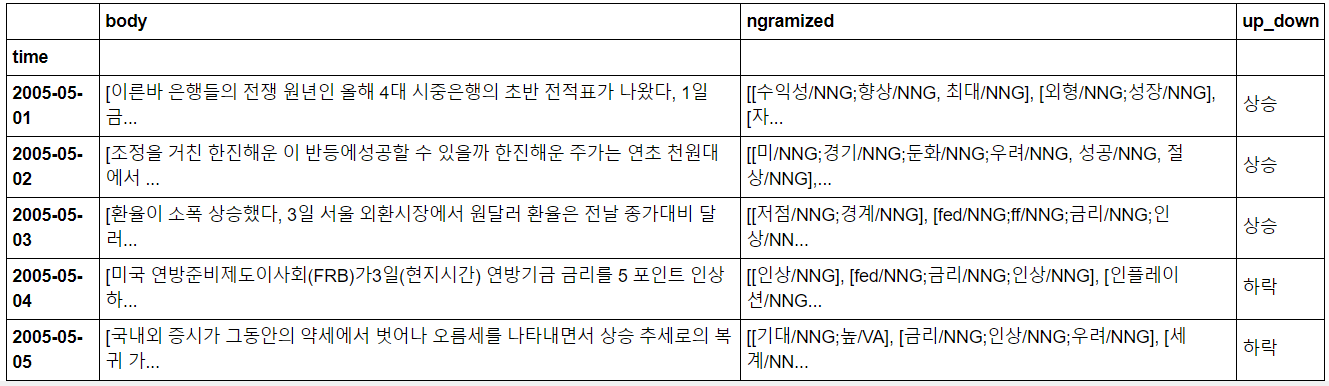 body ngramized up_down
time
2005-05-01 [이른바 은행들의 전쟁 원년인 올해 4대 시중은행의 초반 전적표가 나왔다, 1일 금... [[수익성/NNG;향상/NNG, 최대/NNG], [외형/NNG;성장/NNG], [자... 상승
2005-05-02 [조정을 거친 한진해운 이 반등에성공할 수 있을까 한진해운 주가는 연초 천원대에서 ... [[미/NNG;경기/NNG;둔화/NNG;우려/NNG, 성공/NNG, 절상/NNG],... 상승
2005-05-03 [환율이 소폭 상승했다, 3일 서울 외환시장에서 원달러 환율은 전날 종가대비 달러... [[저점/NNG;경계/NNG], [fed/NNG;ff/NNG;금리/NNG;인상/NN... 상승
2005-05-04 [미국 연방준비제도이사회(FRB)가3일(현지시간) 연방기금 금리를 5 포인트 인상하... [[인상/NNG], [fed/NNG;금리/NNG;인상/NNG], [인플레이션/NNG... 하락
2005-05-05 [국내외 증시가 그동안의 약세에서 벗어나 오름세를 나타내면서 상승 추세로의 복귀 가... [[기대/NNG;높/VA], [금리/NNG;인상/NNG;우려/NNG], [세계/NN... 하락